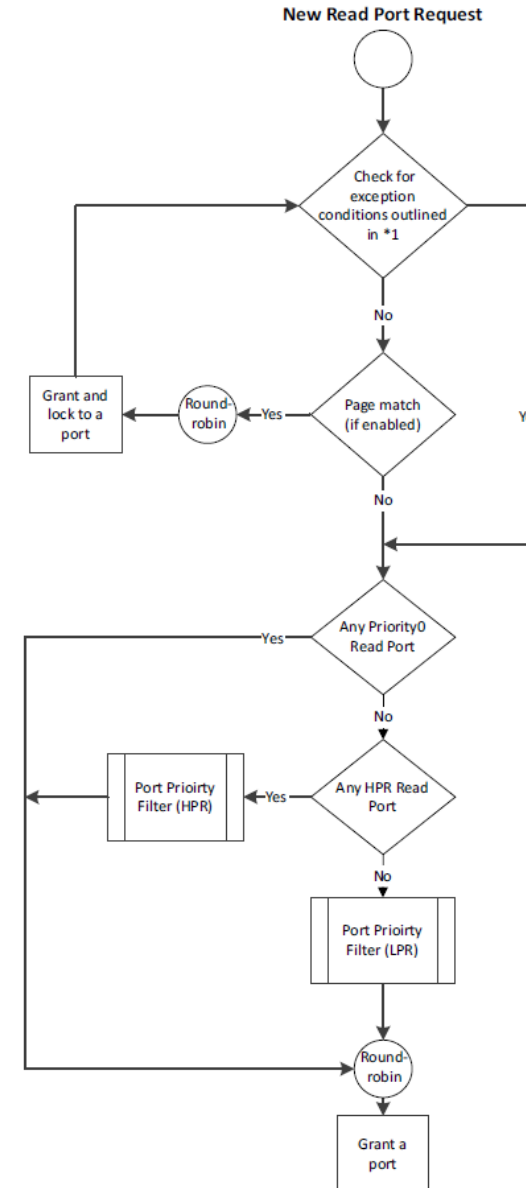 New Read Port Request
Check for
exception
conditions outlined
in *1
No
Grant and
lock to a
port
Round-
robin
Yes
Page match
(if enabled)
Y
No
Yes
Any Priority0
Read Port
No
Port Prioirty
Filter (HPR)
Yes
Any HPR Read
Port
No
Port Prioirty
Filter (LPR)
Round-
robin
Grant a
port